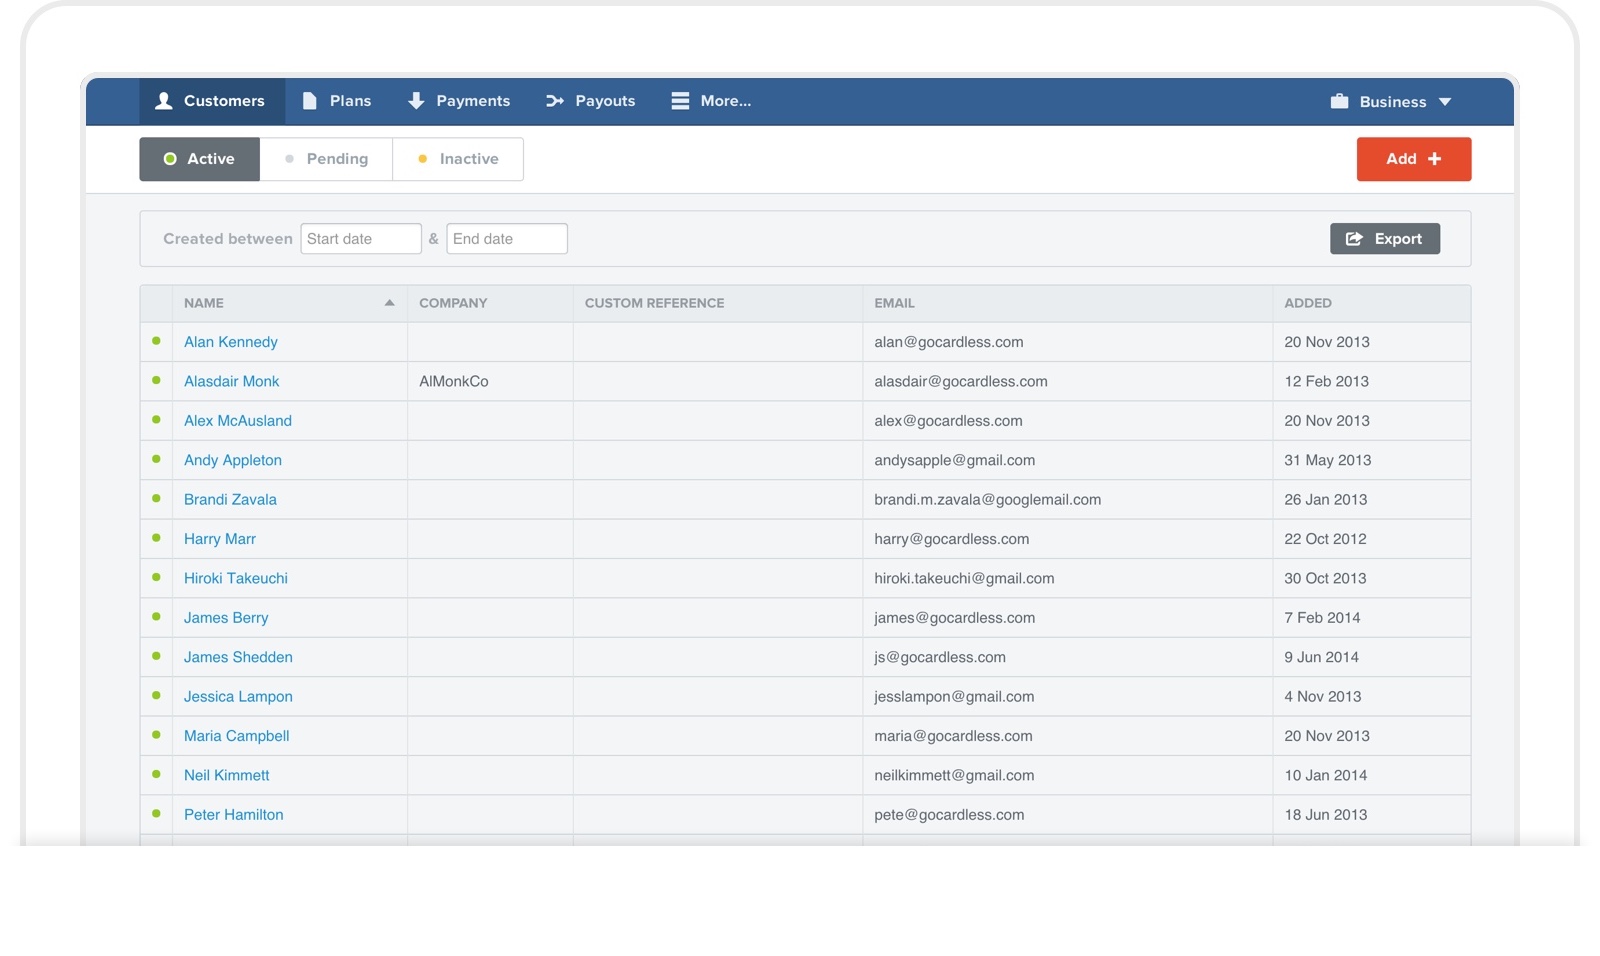 Customers Plans Payments Payouts More... Business
Active Pending Inactive Add
Created between Start date & End date Export
NAME COMPANY CUSTOM REFERENCE EMAIL ADDED
Alan Kennedy alan@gocardless.com 20 Nov 2013
Alasdair Monk AlMonkCo alasdair@gocardless.com 12 Feb 2013
Alex McAusland alex@gocardless.com 20 Nov 2013
Andy Appleton andysapple@gmail.com 31 May 2013
Brandi Zavala brandi.m.zavala@googlemail.com 26 Jan 2013
Harry Marr harry@gocardless.com 22 Oct 2012
Hiroki Takeuchi hiroki.takeuchi@gmail.com 30 Oct 2013
James Berry james@gocardless.com 7 Feb 2014
James Shedden js@gocardless.com 9 Jun 2014
Jessica Lampon jesslampon@gmail.com 4 Nov 2013
Maria Campbell maria@gocardless.com 20 Nov 2013
Neil Kimmett neilkimmett@gmail.com 10 Jan 2014
Peter Hamilton pete@gocardless.com 18 Jun 2013